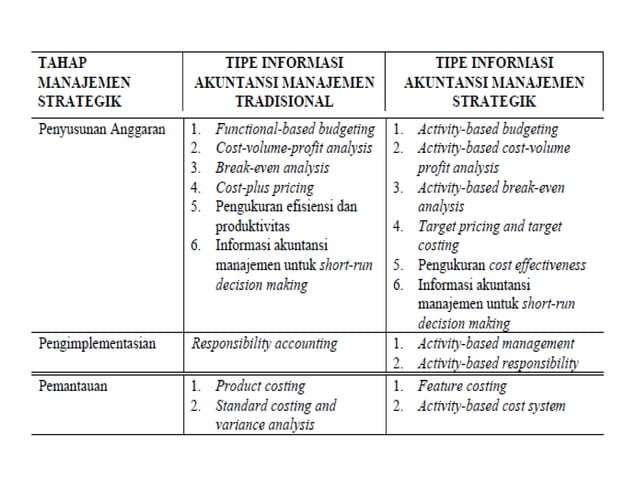 TAHAP
MANAJEMEN
STRATEGIK
TIPE INFORMASI
AKUNTANSI MANAJEMEN
TRADISIONAL
TIPE INFORMASI
AKUNTANSI MANAJEMEN
STRATEGIK
Penyusunan Anggaran
1. Functional-based budgeting
2. Cost-volume-profit analysis
3. Break-even analysis
4. Cost-plus pricing
5. Pengukuran efisiensi dan
produktivitas
6. Informasi akuntansi
manajemen untuk short-run
decision making
1. Activity-based budgeting
2. Activity-based cost-volume
profit analysis
3. Activity-based break-even
analysis
4. Target pricing and target
costing
5. Pengukuran cost effectiveness
6. Informasi akuntansi
manajemen untuk short-run
decision making
Pengimplementasian
Responsibility accounting
1. Activity-based management
2. Activity-based responsibility
Pemantauan
1. Product costing
2. Standard costing and
variance analysis
1. Feature costing
2. Activity-based cost system